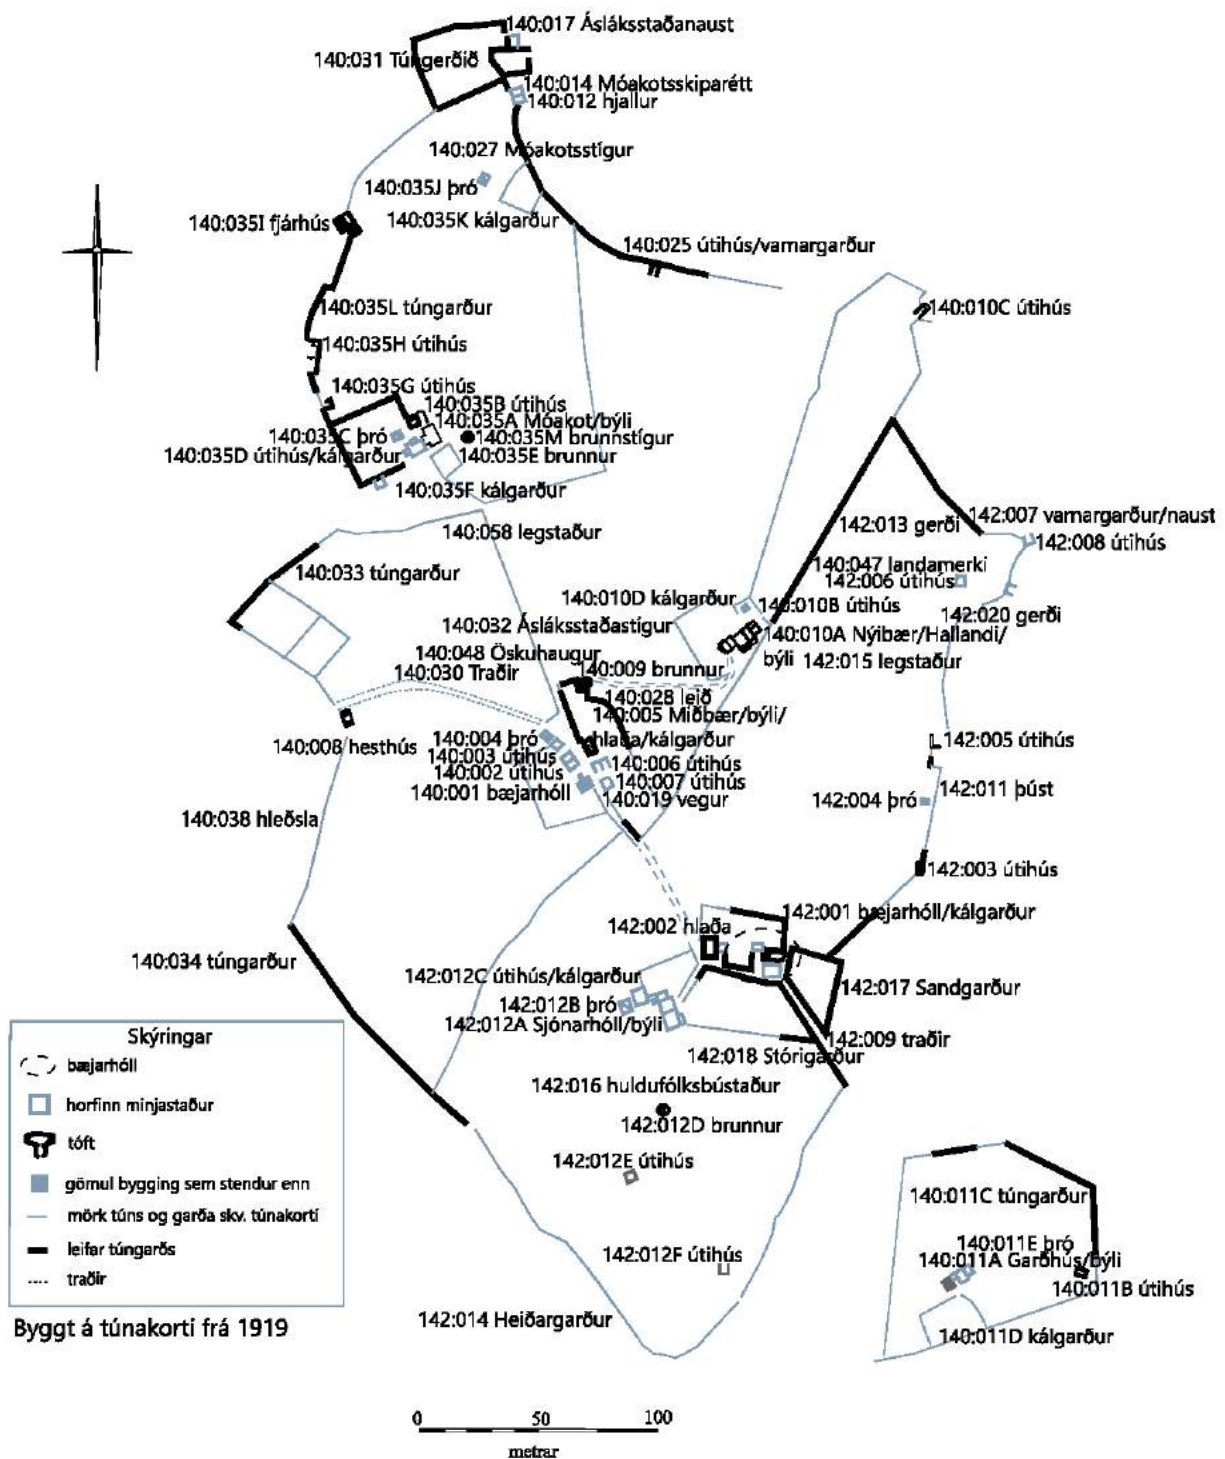 140:017 Ásláksstaðanaust
140:031 Túngerðið
140:014 Móakotsskiparétt
140:012 hjallur
140:027 Móakotsstígur
140:035J þró
140:035K kálgarður
140:035I fjárhús
140:025 útihús/varnargarður
140:010C útihús
140:035L túngarður
140:035H útihús
140:035G útihús
140:035B útihús
140:035A Móakot/býli
140:035C þró
140:035M brunnstígur
140:035D útihús/kálgarður
140:035E brunnur
140:035F kálgarður
142:013 gerði
142:007 varnargarður/naust
140:058 legstaður
142:008 útihús
140:047 landamerki
140:033 túngarður
142:006 útihús
140:010D kálgarður
140:010B útihús
142:020 gerði
140:032 Ásláksstaðastígur
140:010A Nýibær/Hallandi/
býli
142:015 legstaður
140:048 Öskuhaugur
140:009 brunnur
140:030 Traðir
140:028 leið
140:005 Miðbær/býli/
hlaða/kálgarður
140:008 hesthús
140:004 þró
142:005 útihús
140:003 útihús
140:006 útihús
140:002 útihús
140:007 útihús
142:011 þúst
140:001 bæjarhóll
140:019 vegur
142:004 þró
140:038 hleðsla
142:003 útihús
142:001 bæjarhóll/kálgarður
142:002 hlaða
140:034 túngarður
142:012C útihús/kálgarður
142:017 Sandgarður
142:012B þró
142:012A Sjónarhóll/býli
142:009 traðir
142:018 Stórigarður
142:016 huldufólksbústaður
142:012D brunnur
142:012E útihús
140:011C túngarður
142:012F útihús
140:011E þró
140:011A Garðhús/býli
140:011B útihús
142:014 Heiðargarður
140:011D kálgarður
Skýringar
bæjarhóll
horfinn minjastaður
tóft
gömul bygging sem stendur enn
mörk túns og garða skv. túnakorti
leifar túngarðs
traðir
Byggt á túnakorti frá 1919
0 50 100
metrar